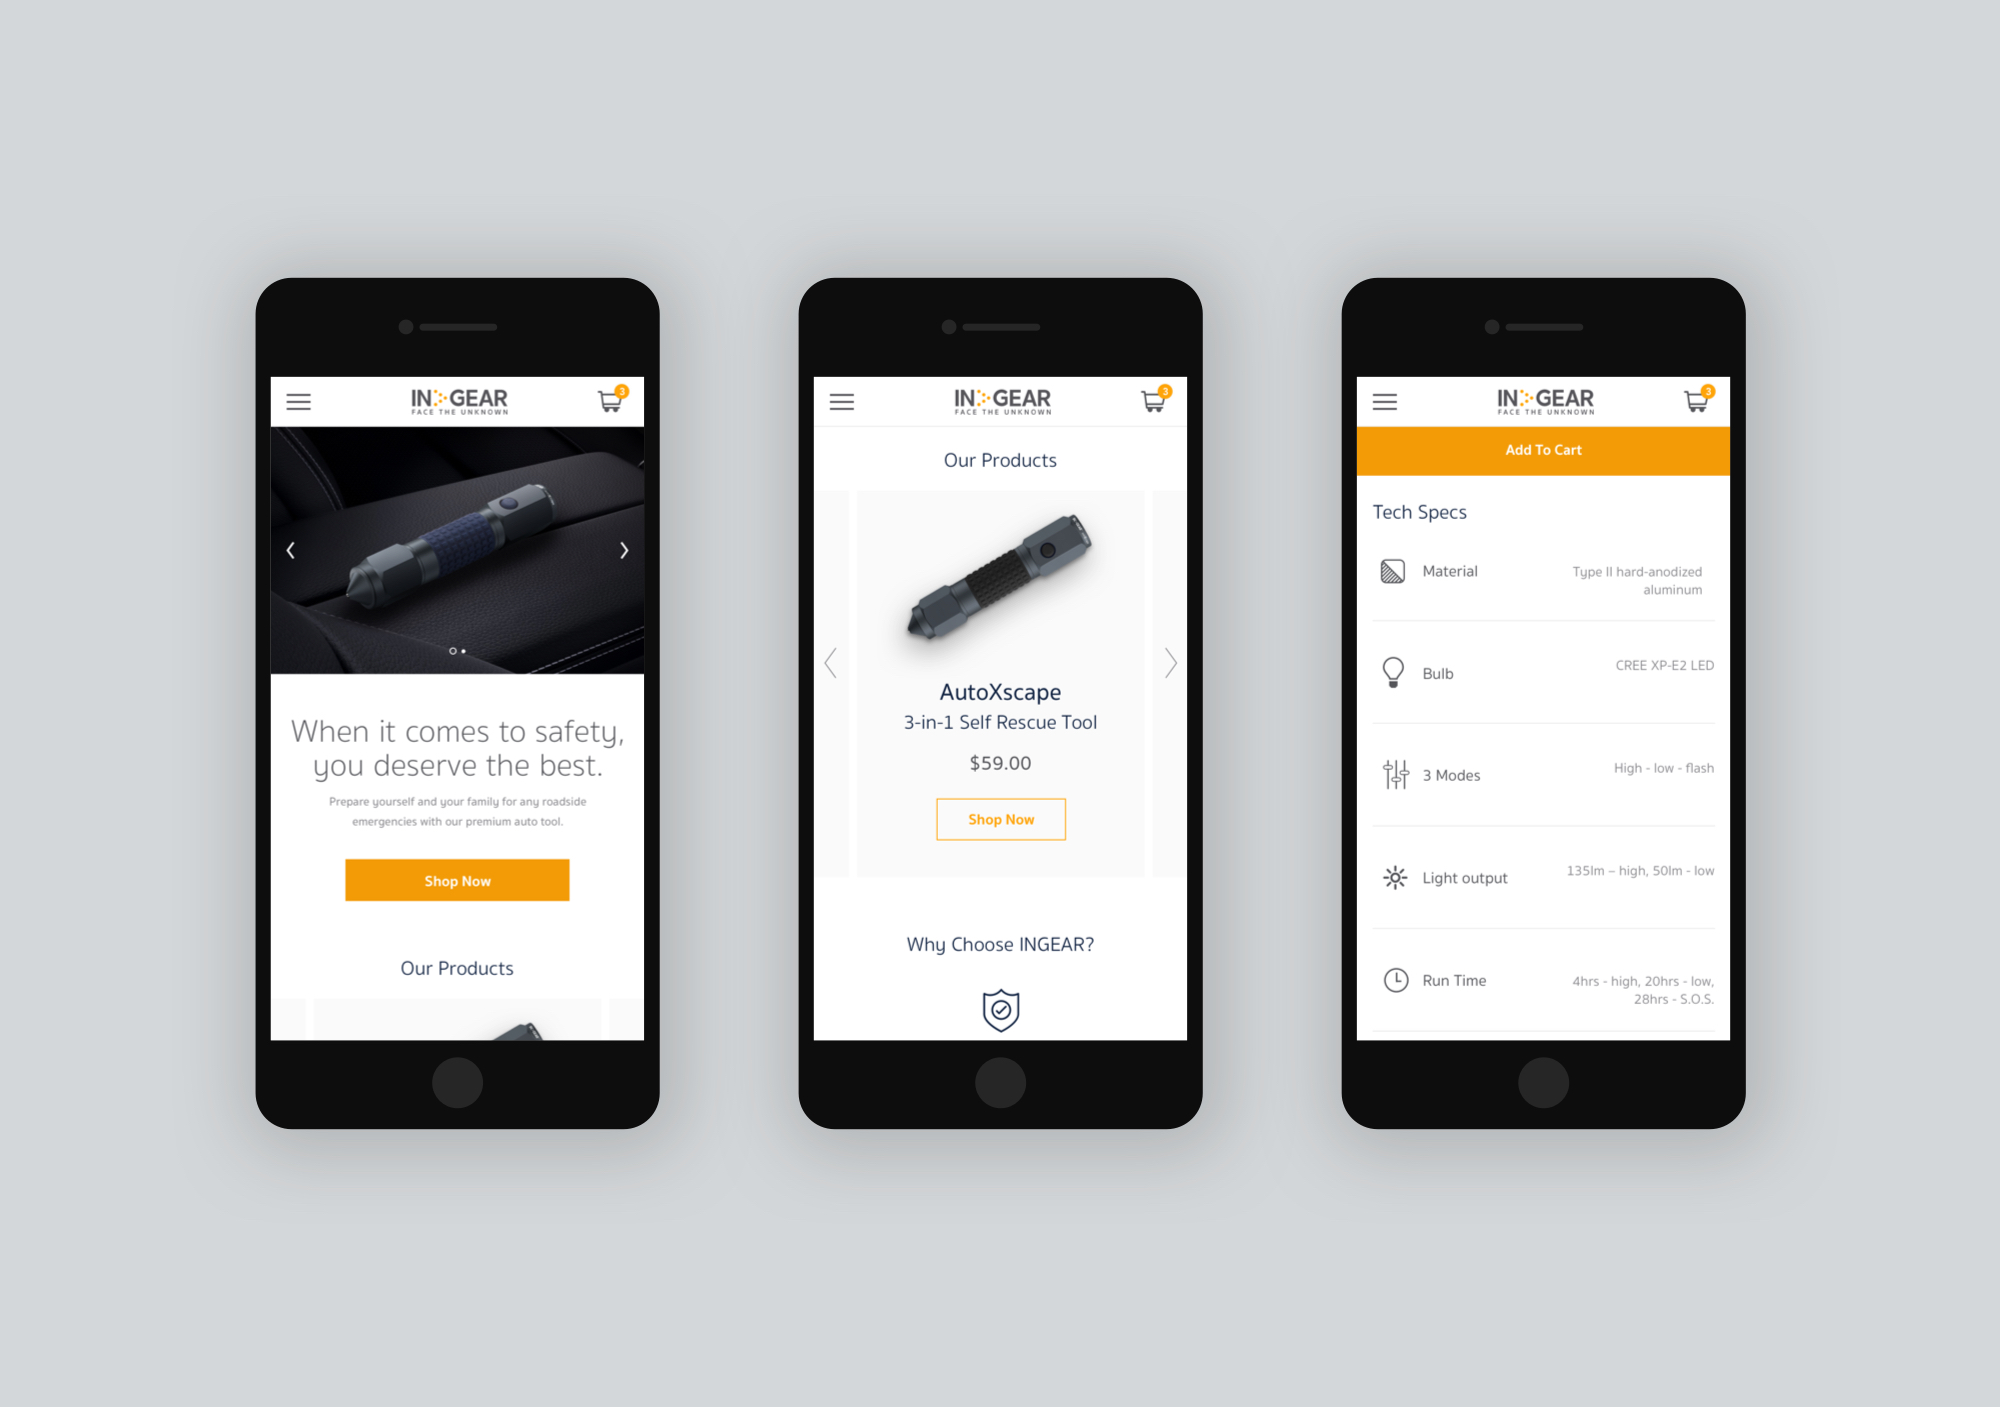 IN GEAR
FACE THE UNKNOWN
3
When it comes to safety,
you deserve the best.
Prepare yourself and your family for any roadside
emergencies with our premium auto tool.
Shop Now
Our Products
IN GEAR
FACE THE UNKNOWN
3
Our Products
AutoXscape
3-in-1 Self Rescue Tool
$59.00
Shop Now
Why Choose INGEAR?
IN GEAR
FACE THE UNKNOWN
3
Add To Cart
Tech Specs
Material
Type II hard-anodized
aluminum
Bulb
CREE XP-E2 LED
3 Modes
High - low - flash
Light output
135lm – high, 50lm - low
Run Time
4hrs - high, 20hrs - low,
28hrs - S.O.S.